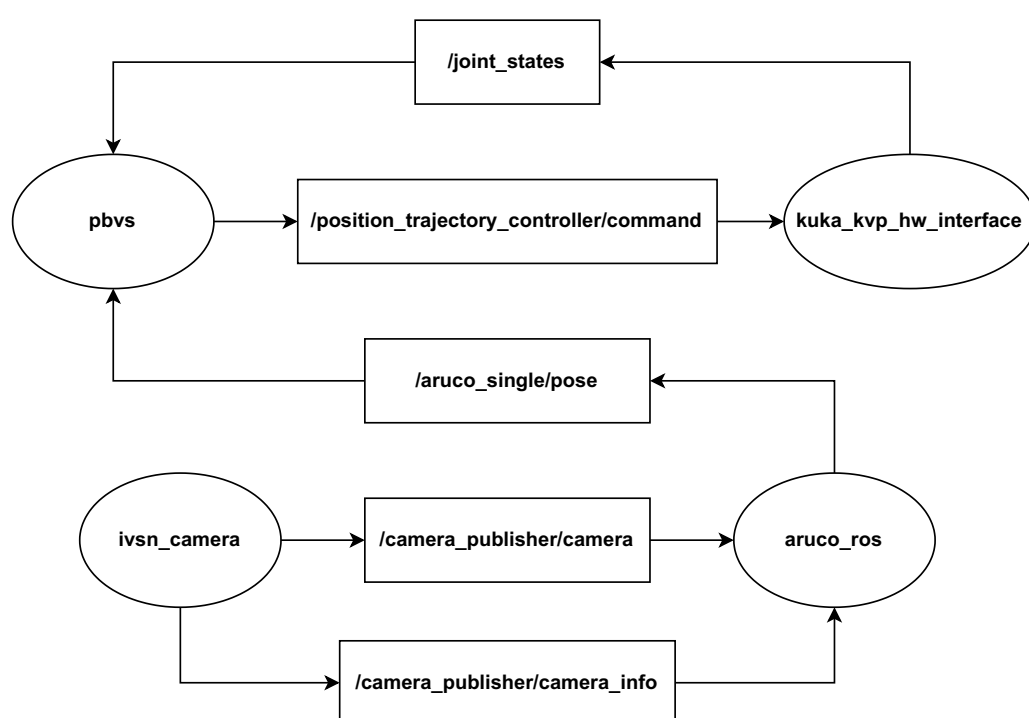 /joint_states
pbvs
/position_trajectory_controller/command
kuka_kvp_hw_interface
/aruco_single/pose
ivsn_camera
/camera_publisher/camera
aruco_ros
/camera_publisher/camera_info